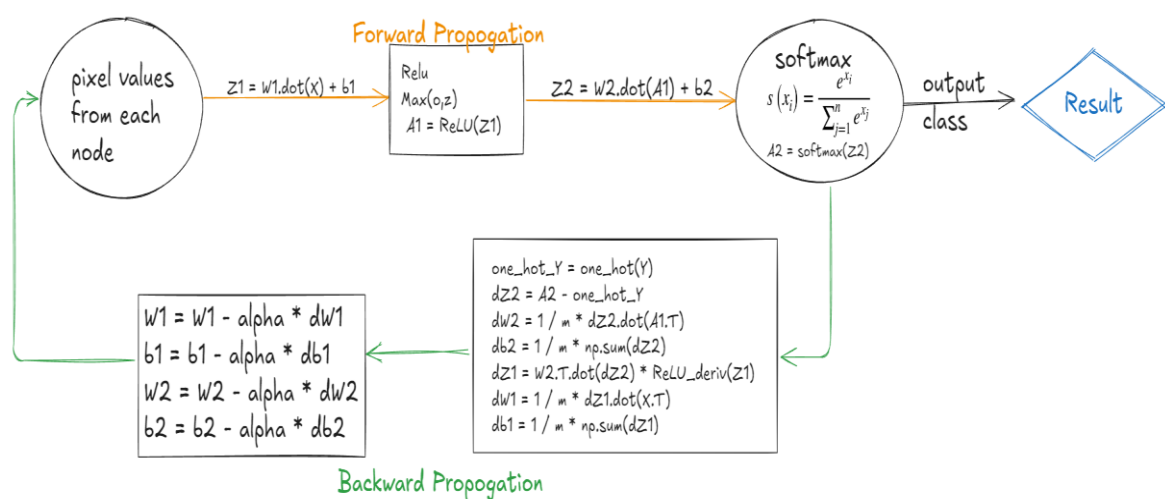 Forward Propogation
pixel values
from each
node
Z1 = W1.dot(x) + b1
Relu
Max(0,z)
A1 = ReLU(Z1)
Z2 = W2.dot(A1) + b2
softmax
s(x_i) = e^{x_i} / \sum_{j=1}^{n} e^{x_j}
A2 = softmax(Z2)
output
class
Result
one_hot_Y = one_hot(Y)
dZ2 = A2 - one_hot_Y
dW2 = 1 / m * dZ2.dot(A1.T)
db2 = 1 / m * np.sum(dZ2)
dZ1 = W2.T.dot(dZ2) * ReLU_deriv(Z1)
dW1 = 1 / m * dZ1.dot(X.T)
db1 = 1 / m * np.sum(dZ1)
W1 = W1 - alpha * dW1
b1 = b1 - alpha * db1
W2 = W2 - alpha * dW2
b2 = b2 - alpha * db2
Backward Propogation